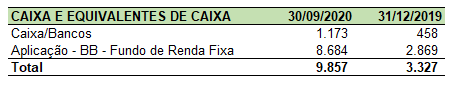 CAIXA E EQUIVALENTES DE CAIXA 30/09/2020 31/12/2019
Caixa/Bancos 1.173 458
Aplicação - BB - Fundo de Renda Fixa 8.684 2.869
Total 9.857 3.327